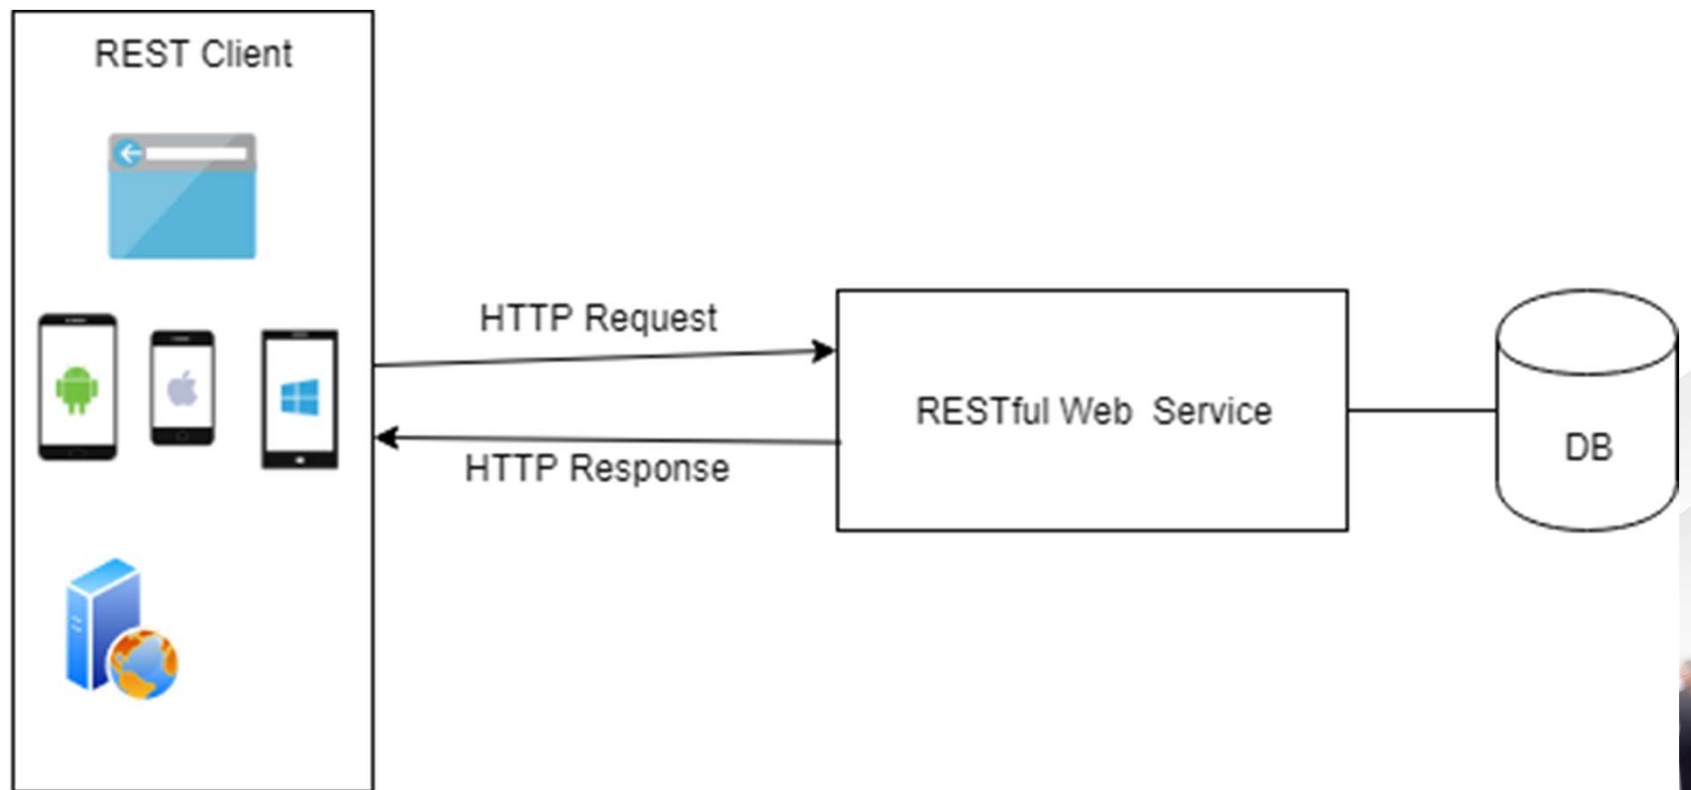 REST Client
HTTP Request
HTTP Response
RESTful Web Service
DB